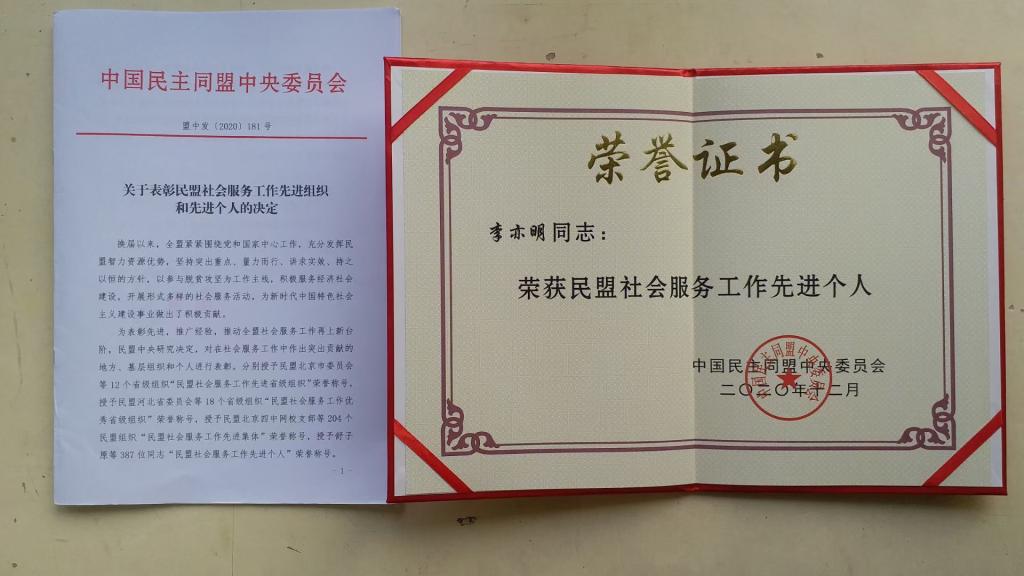 中国民主同盟中央委员会
盟中发〔2020〕181号
关于表彰民盟社会服务工作先进组织
和先进个人的决定
换届以来，全盟紧紧围绕党和国家中心工作，充分发挥民
盟智力资源优势，坚持突出重点、量力而行、讲求实效、持之
以恒的方针，以参与脱贫攻坚为工作主线，积极服务经济社会
建设，开展形式多样的社会服务活动，为新时代中国特色社会
主义建设事业做出了积极贡献。
为表彰先进，推广经验，推动全盟社会服务工作再上新台
阶，民盟中央研究决定，对在社会服务工作中作出突出贡献的
地方、基层组织和个人进行表彰。分别授予民盟北京市委员会
等12个省级组织“民盟社会服务工作先进省级组织”荣誉称号，
授予民盟河北省委员会等18个省级组织“民盟社会服务工作优
秀省级组织”荣誉称号，授予民盟北京四中网校支部等204个
民盟组织“民盟社会服务工作先进集体”荣誉称号，授予舒子
原等387位同志“民盟社会服务工作先进个人”荣誉称号。
- 1 -
荣誉证书
李亦明同志：
荣获民盟社会服务工作先进个人
中国民主同盟中央委员会
二〇二〇年十二月
中国民主同盟中央委员会